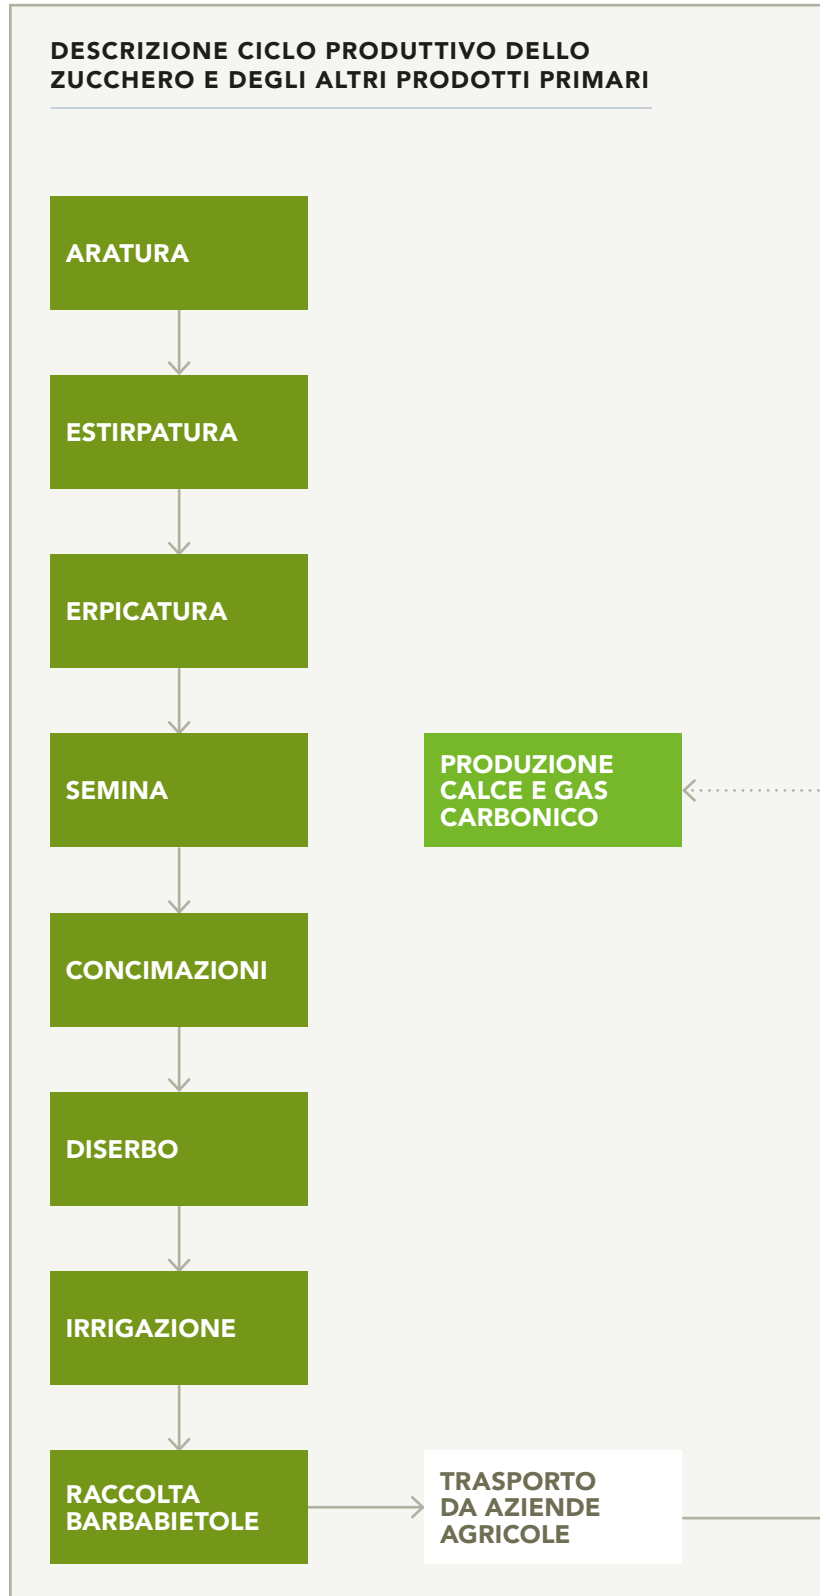 DESCRIZIONE CICLO PRODUTTIVO DELLO
ZUCCHERO E DEGLI ALTRI PRODOTTI PRIMARI
ARATURA
ESTIRPATURA
ERPICATURA
SEMINA
PRODUZIONE
CALCE E GAS
CARBONICO
CONCIMAZIONI
DISERBO
IRRIGAZIONE
RACCOLTA
BARBABIETOLE
TRASPORTO
DA AZIENDE
AGRICOLE